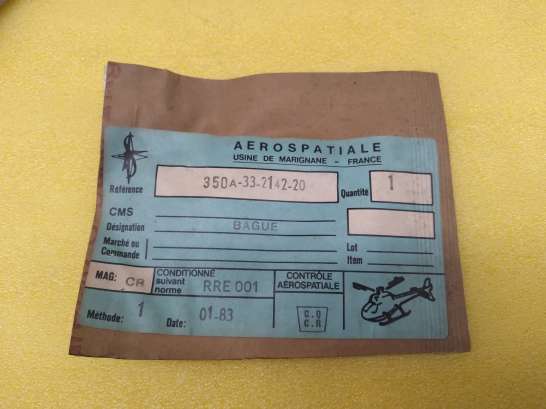 AEROSPATIALE
USINE DE MARIGNANE - FRANCE
Référence
350A-33-2142-20
Quantité
1
CMS
Désignation
BAGUE
Marché ou
Commande
Lot
Item
MAG: CR
CONDITIONNÉ
suivant
norme
RRE 001
CONTRÔLE
AÉROSPATIALE
Méthode: 1
Date: 01-83
C.Q
C.R